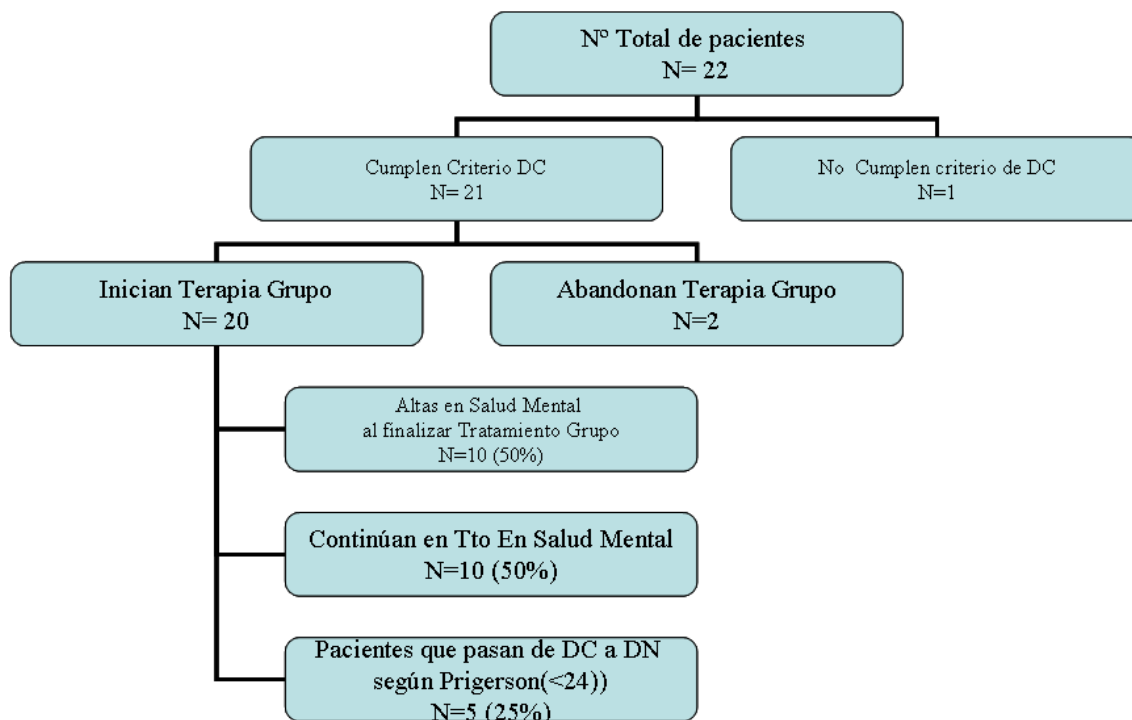 Nº Total de pacientes
N= 22
Cumplen Criterio DC
N= 21
No Cumplen criterio de DC
N=1
Inician Terapia Grupo
N= 20
Abandonan Terapia Grupo
N=2
Altas en Salud Mental
al finalizar Tratamiento Grupo
N=10 (50%)
Continúan en Tto En Salud Mental
N=10 (50%)
Pacientes que pasan de DC a DN
según Prigerson(<24))
N=5 (25%)